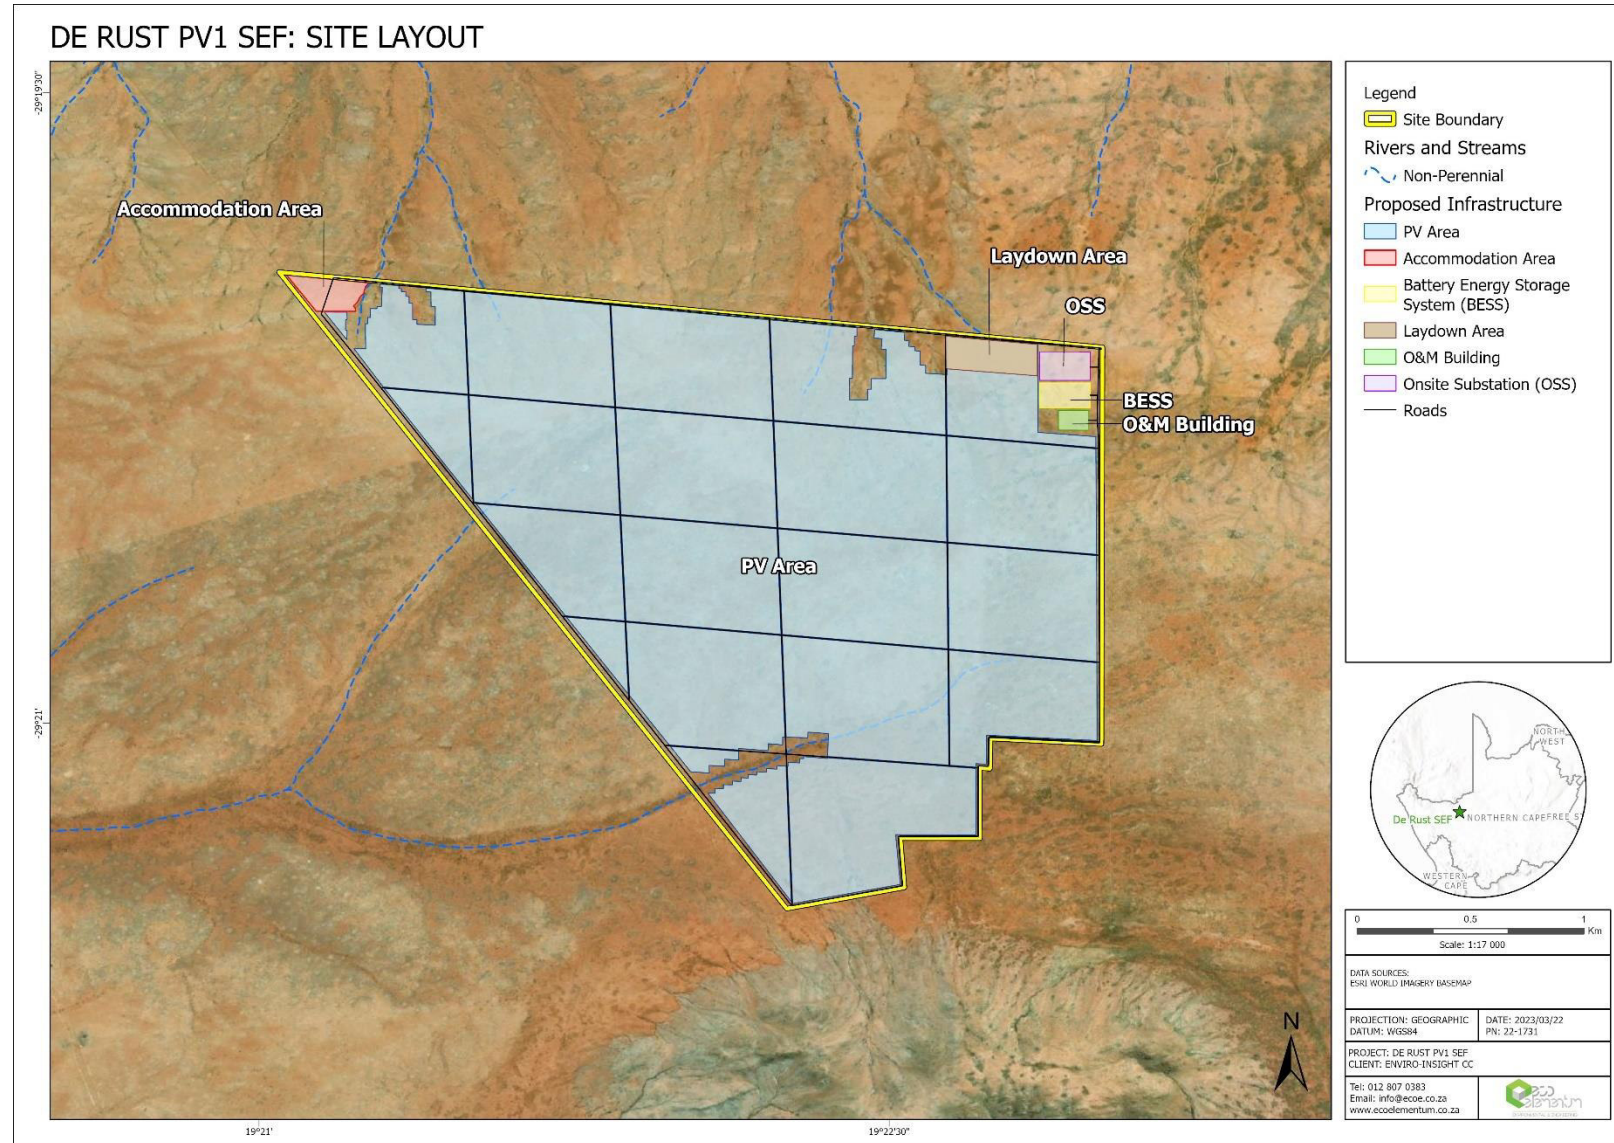 DE RUST PV1 SEF: SITE LAYOUT
-29°19'30"
-29°21'
19°21'
19°22'30"
Accommodation Area
Laydown Area
OSS
BESS
O&M Building
PV Area
N
Legend
Site Boundary
Rivers and Streams
Non-Perennial
Proposed Infrastructure
PV Area
Accommodation Area
Battery Energy Storage
System (BESS)
Laydown Area
O&M Building
Onsite Substation (OSS)
Roads
NORTH
WEST
De Rust SEF
NORTHERN CAPE
FREE S
WESTERN
CAPE
0 0.5 1
Km
Scale: 1:17 000
DATA SOURCES:
ESRI WORLD IMAGERY BASEMAP
PROJECTION: GEOGRAPHIC
DATUM: WGS84
DATE: 2023/03/22
PN: 22-1731
PROJECT: DE RUST PV1 SEF
CLIENT: ENVIRO-INSIGHT CC
Tel: 012 807 0383
Email: info@ecoe.co.za
www.ecoelementum.co.za
eco
elementum